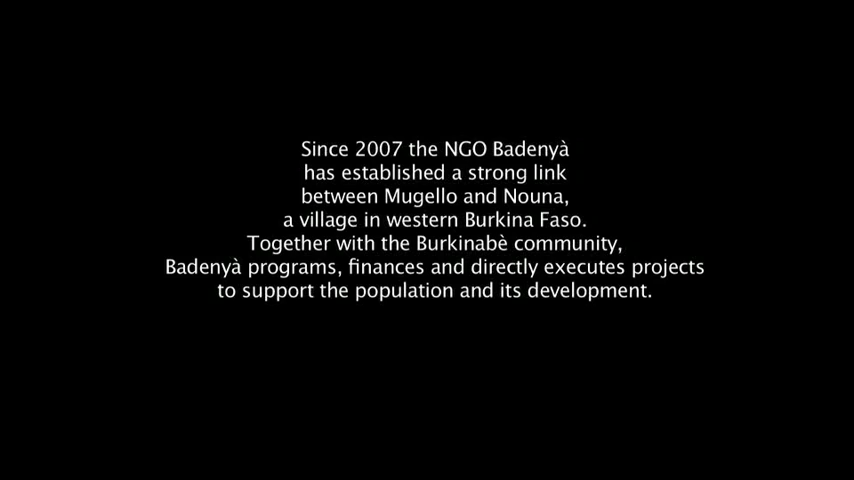 Since 2007 the NGO Badenyà
has established a strong link
between Mugello and Nouna,
a village in western Burkina Faso.
Together with the Burkinabè community,
Badenyà programs, finances and directly executes projects
to support the population and its development.